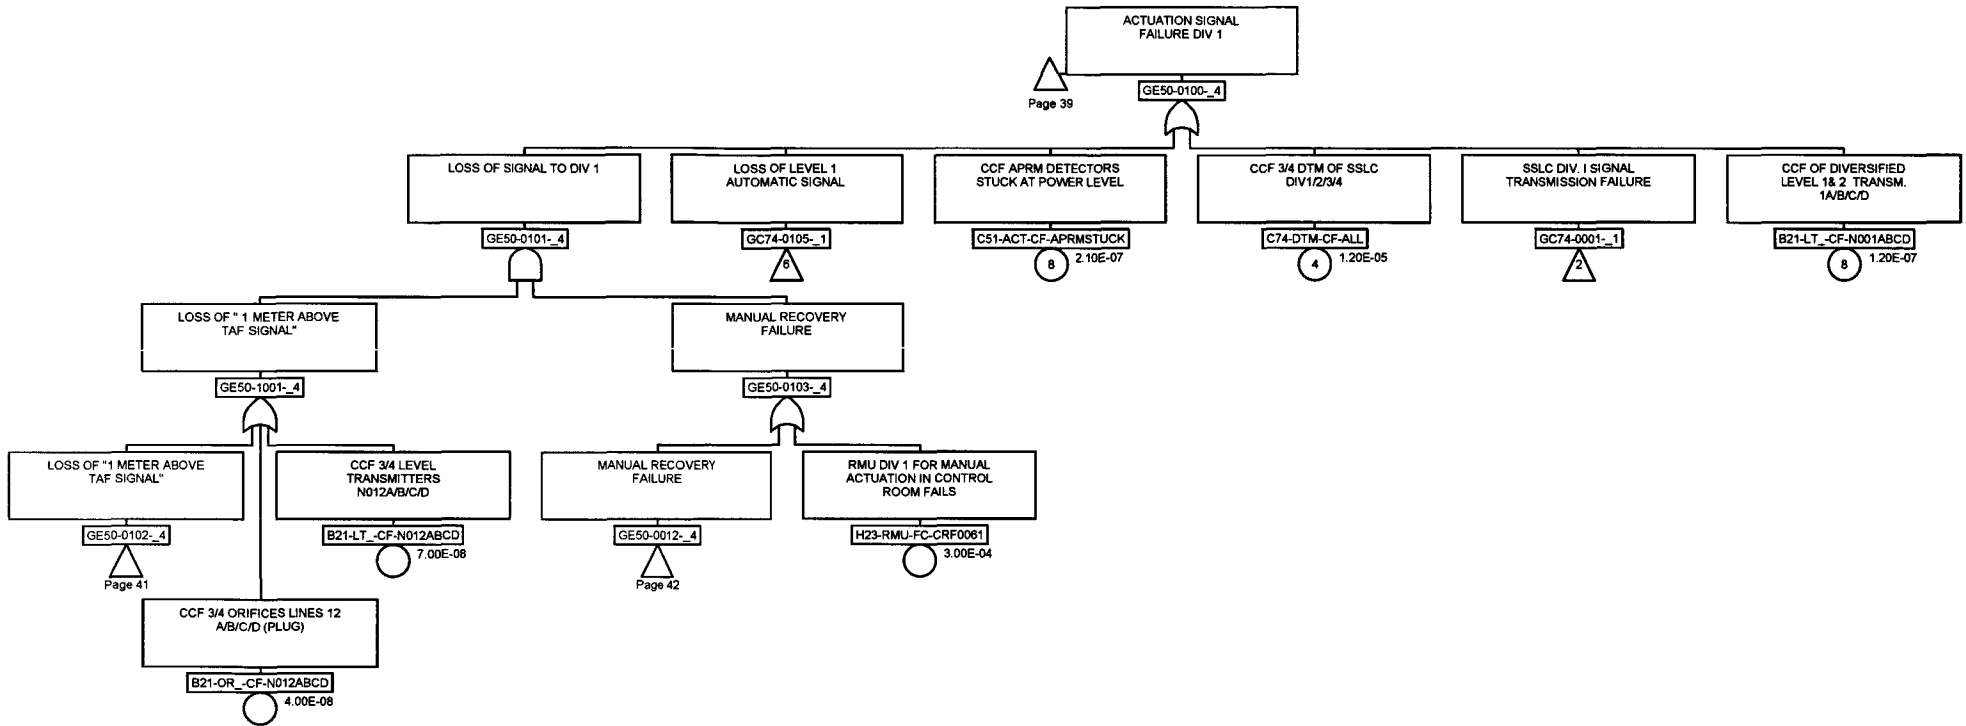 ACTUATION SIGNAL
FAILURE DIV 1
Page 39
GE50-0100-_4
LOSS OF SIGNAL TO DIV 1
GE50-0101-_4
LOSS OF LEVEL 1
AUTOMATIC SIGNAL
GC74-0105-_1
6
CCF APRM DETECTORS
STUCK AT POWER LEVEL
C51-ACT-CF-APRMSTUCK
8
2.10E-07
CCF 3/4 DTM OF SSLC
DIV1/2/3/4
C74-DTM-CF-ALL
4
1.20E-05
SSLC DIV. I SIGNAL
TRANSMISSION FAILURE
GC74-0001-_1
2
CCF OF DIVERSIFIED
LEVEL 1& 2 TRANSM.
1A/B/C/D
B21-LT_-CF-N001ABCD
8
1.20E-07
LOSS OF " 1 METER ABOVE
TAF SIGNAL"
GE50-1001-_4
MANUAL RECOVERY
FAILURE
GE50-0103-_4
LOSS OF "1 METER ABOVE
TAF SIGNAL"
GE50-0102-_4
Page 41
CCF 3/4 LEVEL
TRANSMITTERS
N012A/B/C/D
B21-LT_-CF-N012ABCD
7.00E-08
MANUAL RECOVERY
FAILURE
GE50-0012-_4
Page 42
RMU DIV 1 FOR MANUAL
ACTUATION IN CONTROL
ROOM FAILS
H23-RMU-FC-CRF0061
3.00E-04
CCF 3/4 ORIFICES LINES 12
A/B/C/D (PLUG)
B21-OR_-CF-N012ABCD
4.00E-08